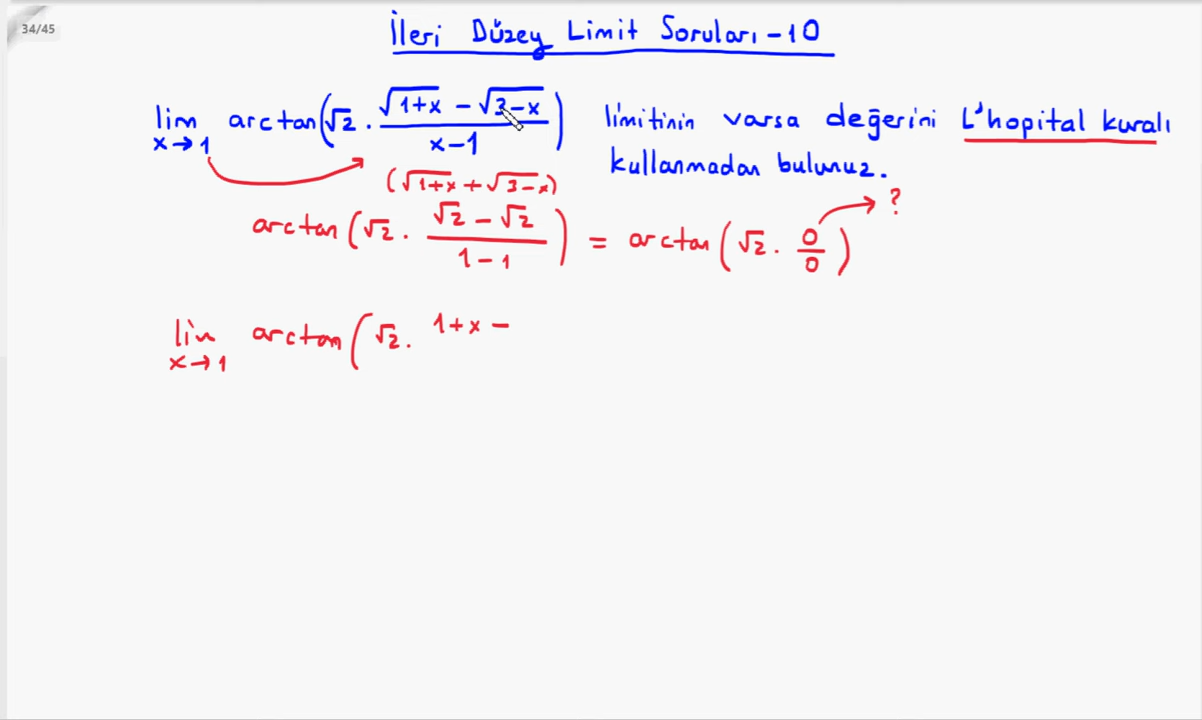 34/45
İleri Düzey Limit Soruları - 10
lim x→1 arctan(√2 . (√(1+x) - √(3-x)) / (x-1)) limitinin varsa değerini L'hopital kuralı
kullanmadan bulunuz.
(√(1+x) + √(3-x))
arctan(√2 . (√2 - √2) / (1-1)) = arctan(√2 . 0/0) → ?
lim x→1 arctan(√2 . 1+x -